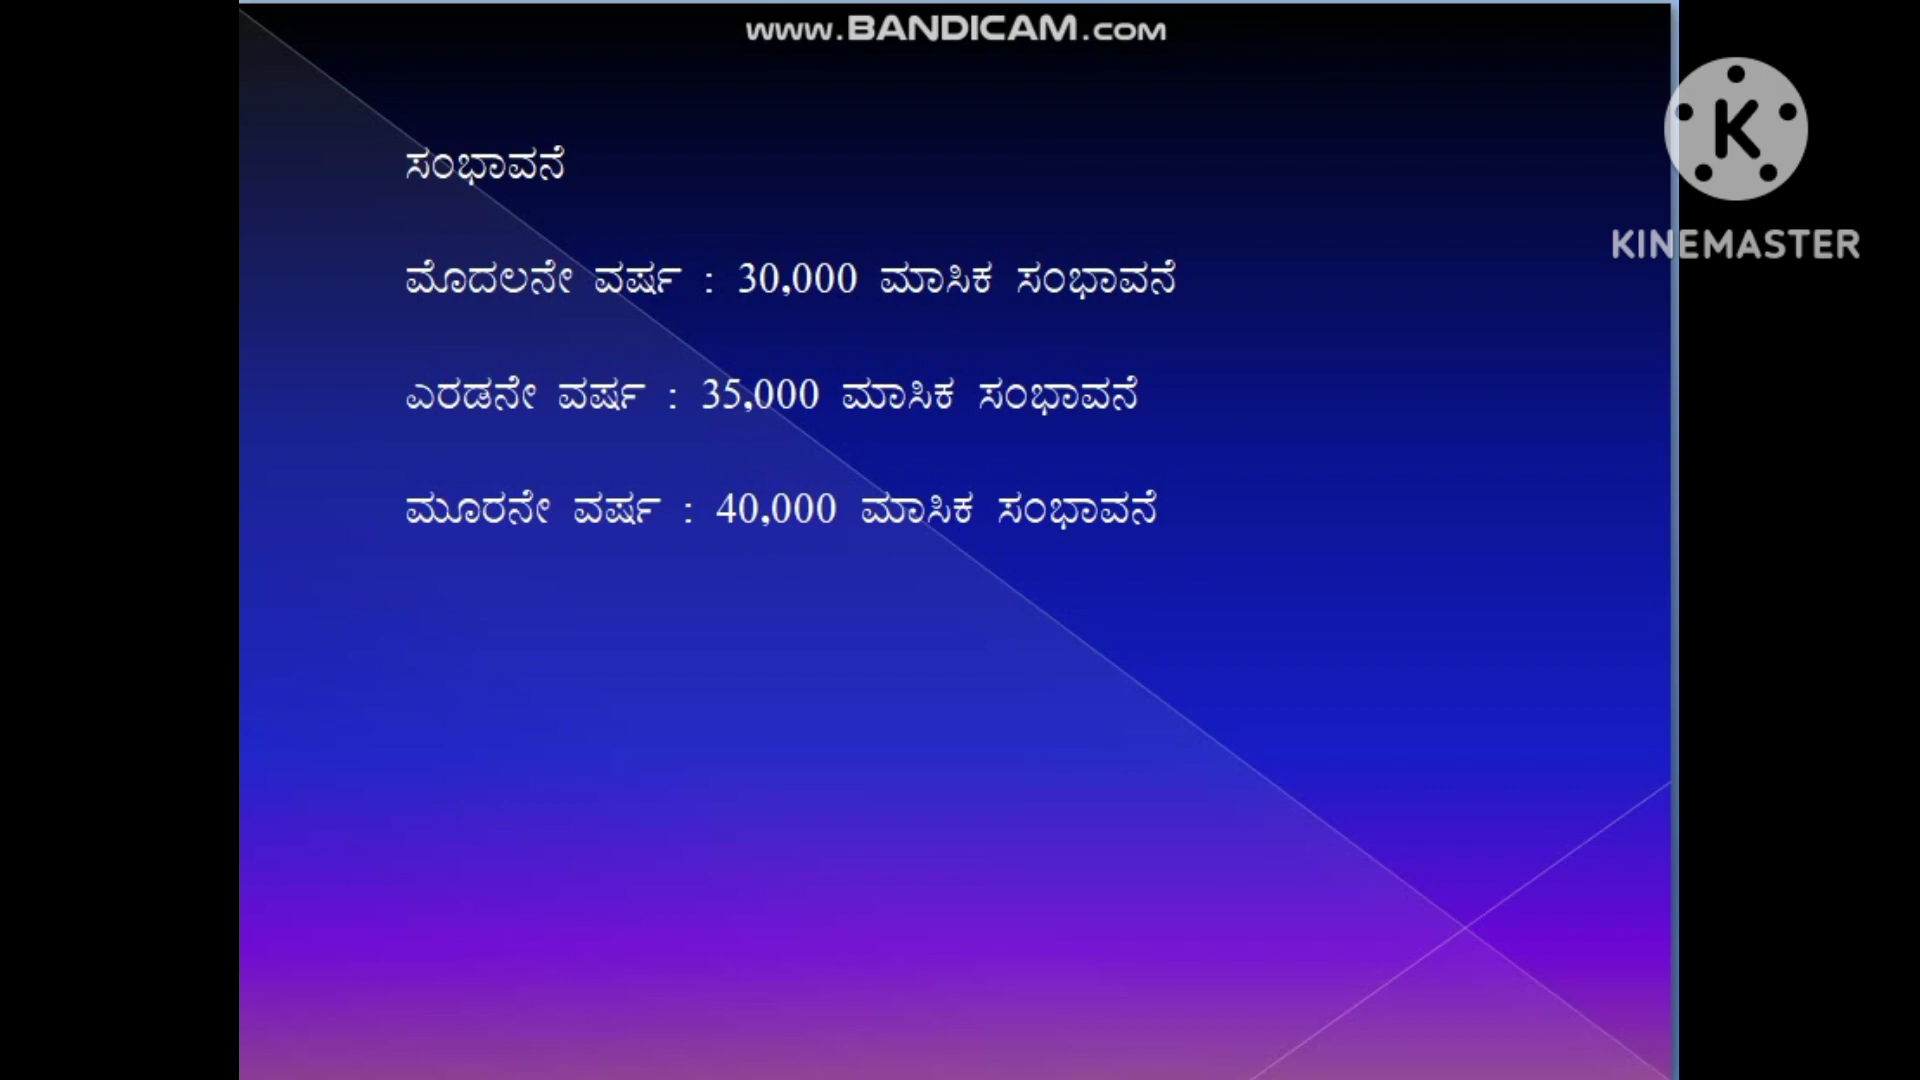 www.BANDICAM.com
K
KINEMASTER
ಸಂಭಾವನೆ
ಮೊದಲನೇ ವರ್ಷ : 30,000 ಮಾಸಿಕ ಸಂಭಾವನೆ
ಎರಡನೇ ವರ್ಷ : 35,000 ಮಾಸಿಕ ಸಂಭಾವನೆ
ಮೂರನೇ ವರ್ಷ : 40,000 ಮಾಸಿಕ ಸಂಭಾವನೆ